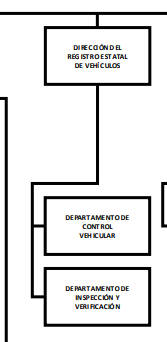 DIRECCIÓN DEL
REGISTRO ESTATAL
DE VEHÍCULOS
DEPARTAMENTO DE
CONTROL
VEHICULAR
DEPARTAMENTO DE
INSPECCIÓN Y
VERIFICACIÓN